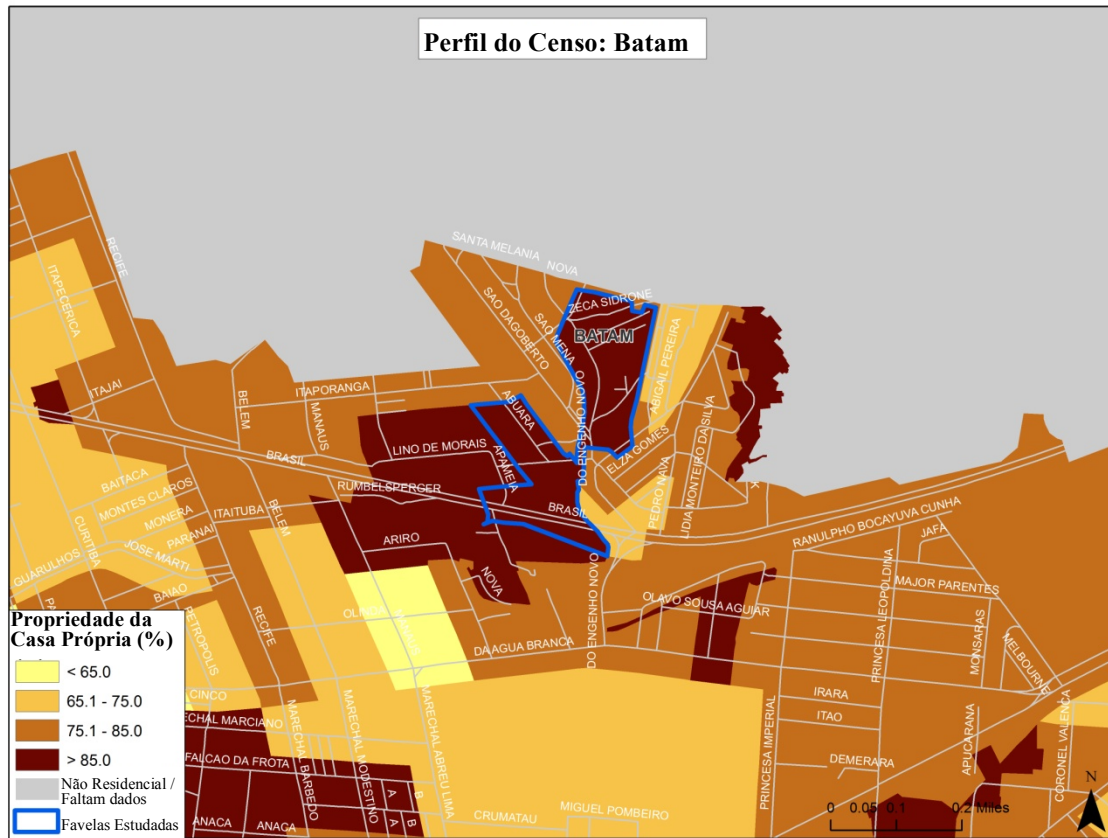 Perfil do Censo: Batam
SANTA MELANIA NOVA
RECIFE
ITAPECERICA
ZECA SIDRONE
SAO DAGOBERTO
SAO MENA
BATAM
ABIGAIL PEREIRA
ITAJAI
BELEM
ITAPORANGA
MANAUS
ABUARA
DO ENGENHO NOVO
LINO DE MORAIS
APAMEIA
ELZA GOMES
LIDIA MONTEIRO DA SILVA
BRASIL
RUMBELSPERGER
BRASIL
PEDRO NAVA
K
BAITACA
MONTES CLAROS
MONERA
PARANAI
ITAITUBA
BELEM
CURITIBA
JOSE MARTI
GUARULHOS
BAIAO
ARIRO
NOVA
RANULPHO BOCAYUVA CUNHA
JAFA
MAJOR PARENTES
PRINCESA LEOPOLDINA
OLAVO SOUSA AGUIAR
DO ENGENHO NOVO
MONSARAS
MELBOURNE
PETROPOLIS
RECIFE
OLINDA
MANAUS
DA AGUA BRANCA
CINCO
ECHAL MARCIANO
MARECHAL BARBEDO
MARECHAL MODESTINO
MARECHAL ABREU LIMA
PRINCESA IMPERIAL
IRARA
ITAO
DEMERARA
APUCARANA
CORONEL VALENCA
FALCAO DA FROTA
A
A
B
B
ANACA
ANACA
CRUMATAU
MIGUEL POMBEIRO
Propriedade da
Casa Própria (%)
< 65.0
65.1 - 75.0
75.1 - 85.0
> 85.0
Não Residencial /
Faltam dados
Favelas Estudadas
N
0 0.05 0.1 0.2 Miles